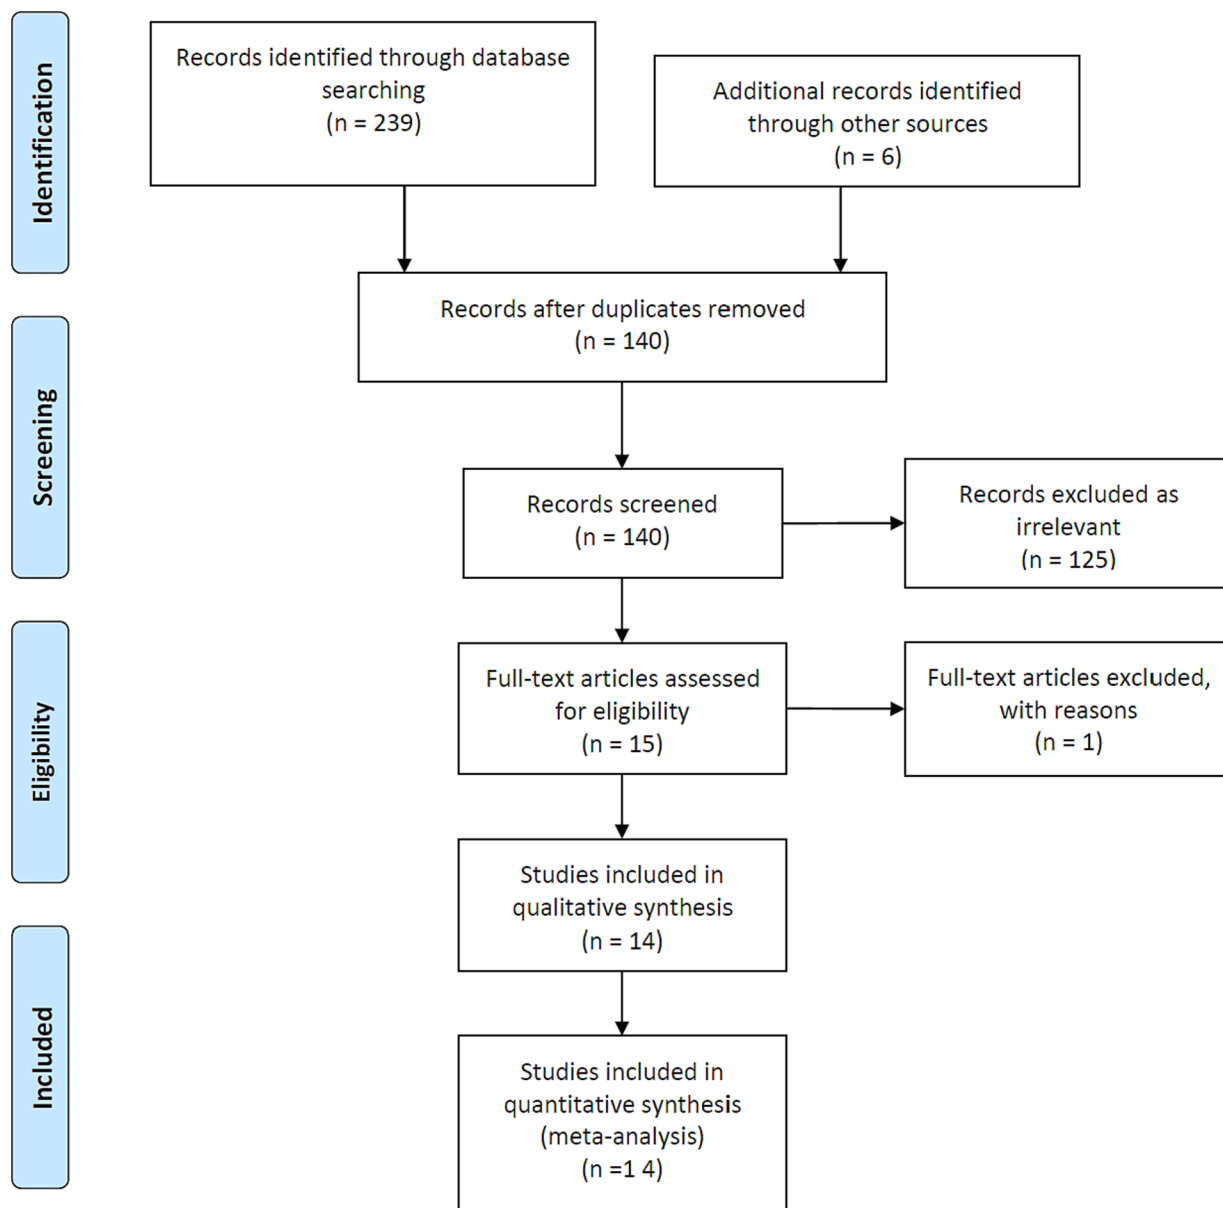 Identification
Records identified through database
searching
(n = 239)
Additional records identified
through other sources
(n = 6)
Records after duplicates removed
(n = 140)
Screening
Records screened
(n = 140)
Records excluded as
irrelevant
(n = 125)
Eligibility
Full-text articles assessed
for eligibility
(n = 15)
Full-text articles excluded,
with reasons
(n = 1)
Studies included in
qualitative synthesis
(n = 14)
Included
Studies included in
quantitative synthesis
(meta-analysis)
(n =1 4)